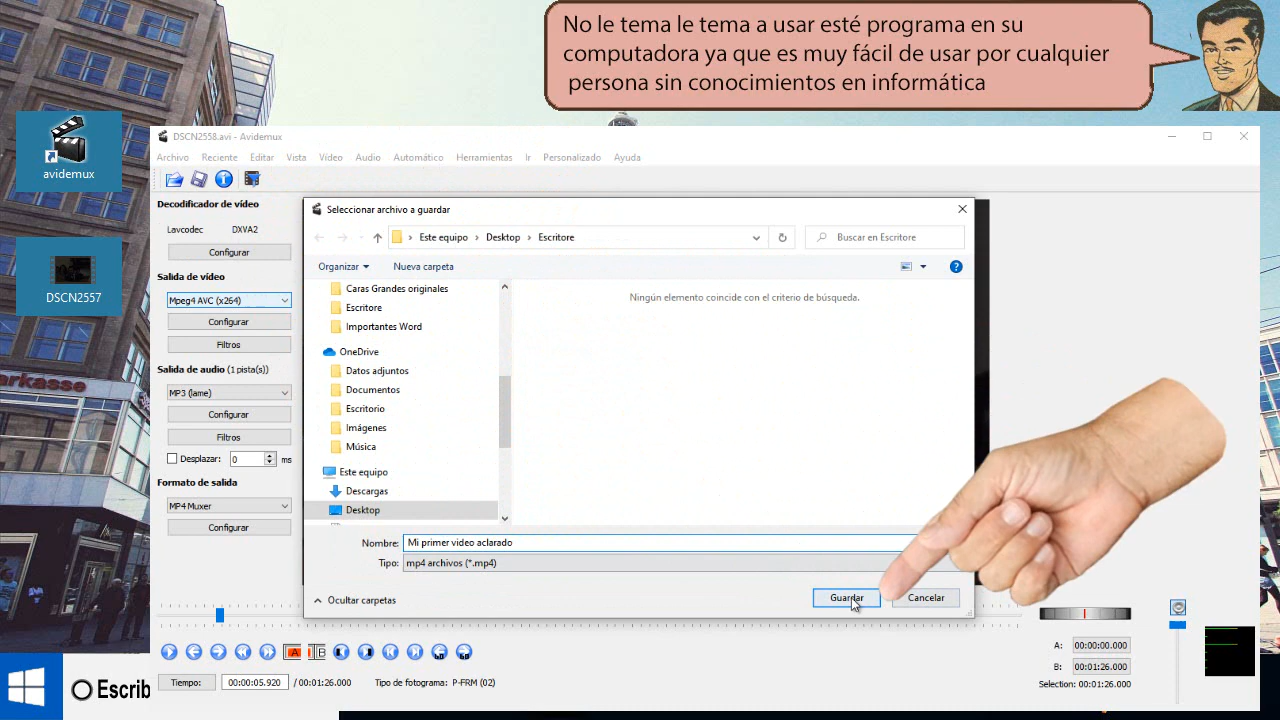 No le tema le tema a usar esté programa en su
computadora ya que es muy fácil de usar por cualquier
persona sin conocimientos en informática
avidemux
DSCN2557
DSCN2558.avi - Avidemux
Archivo Reciente Editar Vista Vídeo Audio Automático Herramientas Ir Personalizado Ayuda
Decodificador de vídeo
Lavcodec DXVA2
Configurar
Salida de vídeo
Mpeg4 AVC (x264)
Configurar
Filtros
Salida de audio (1 pista(s))
MP3 (lame)
Configurar
Filtros
Desplazar: 0 ms
Formato de salida
MP4 Muxer
Configurar
Seleccionar archivo a guardar
Este equipo › Desktop › Escritore
Buscar en Escritore
Organizar Nueva carpeta
Caras Grandes originales
Escritore
Importantes Word
OneDrive
Datos adjuntos
Documentos
Escritorio
Imágenes
Música
Este equipo
Descargas
Desktop
Ningún elemento coincide con el criterio de búsqueda.
Nombre: Mi primer video aclarado
Tipo: mp4 archivos (*.mp4)
Ocultar carpetas
Guardar Cancelar
A B
60 60
Tiempo: 00:00:05.920 / 00:01:26.000 Tipo de fotograma: P-FRM (02)
A: 00:00:00.000
B: 00:01:26.000
Selection: 00:01:26.000
Escrib
arkasse